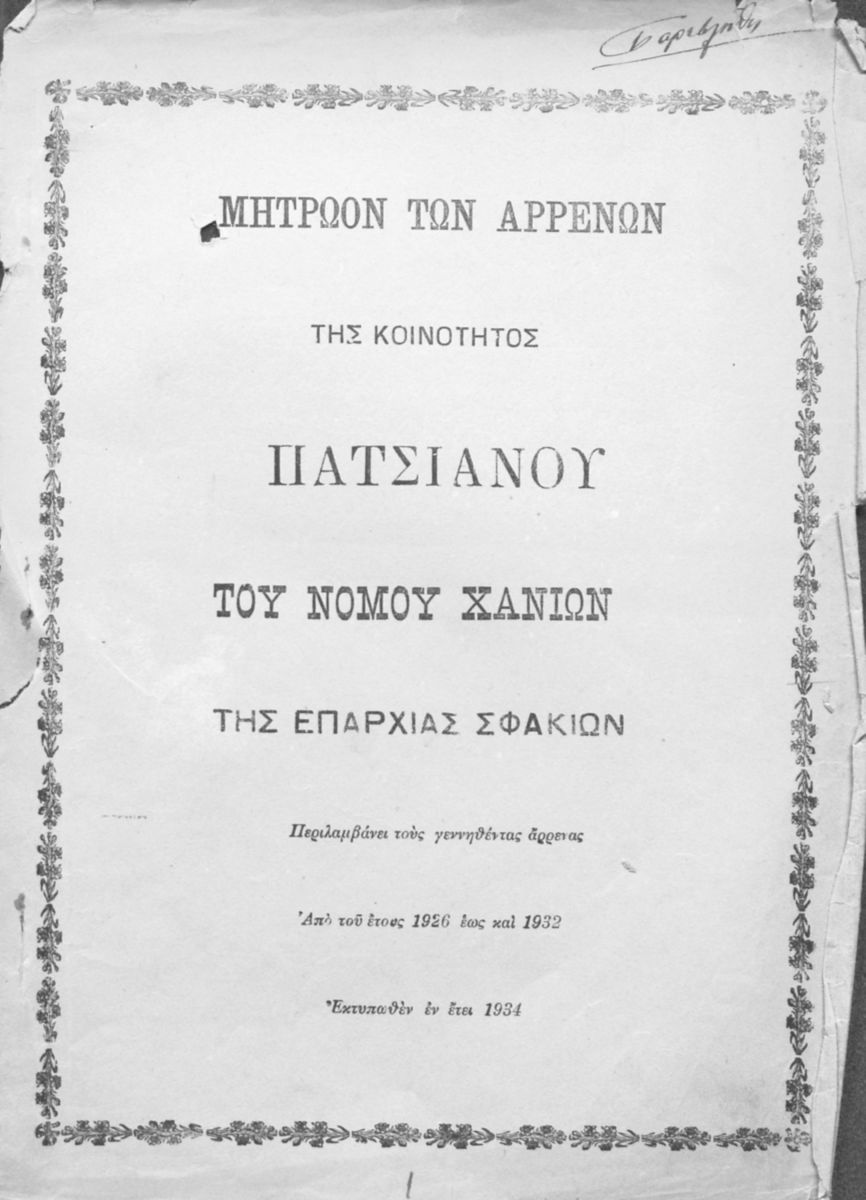 ΜΗΤΡΩΟΝ ΤΩΝ ΑΡΡΕΝΩΝ
ΤΗΣ ΚΟΙΝΟΤΗΤΟΣ
ΠΑΤΣΙΑΝΟΥ
ΤΟΥ ΝΟΜΟΥ ΧΑΝΙΩΝ
ΤΗΣ ΕΠΑΡΧΙΑΣ ΣΦΑΚΙΩΝ
Περιλαμβάνει τοὺς γεννηθέντας ἄρρενας
Ἀπὸ τοῦ ἔτους 1926 ἕως καὶ 1932
Ἐκτυπωθὲν ἐν ἔτει 1934
1